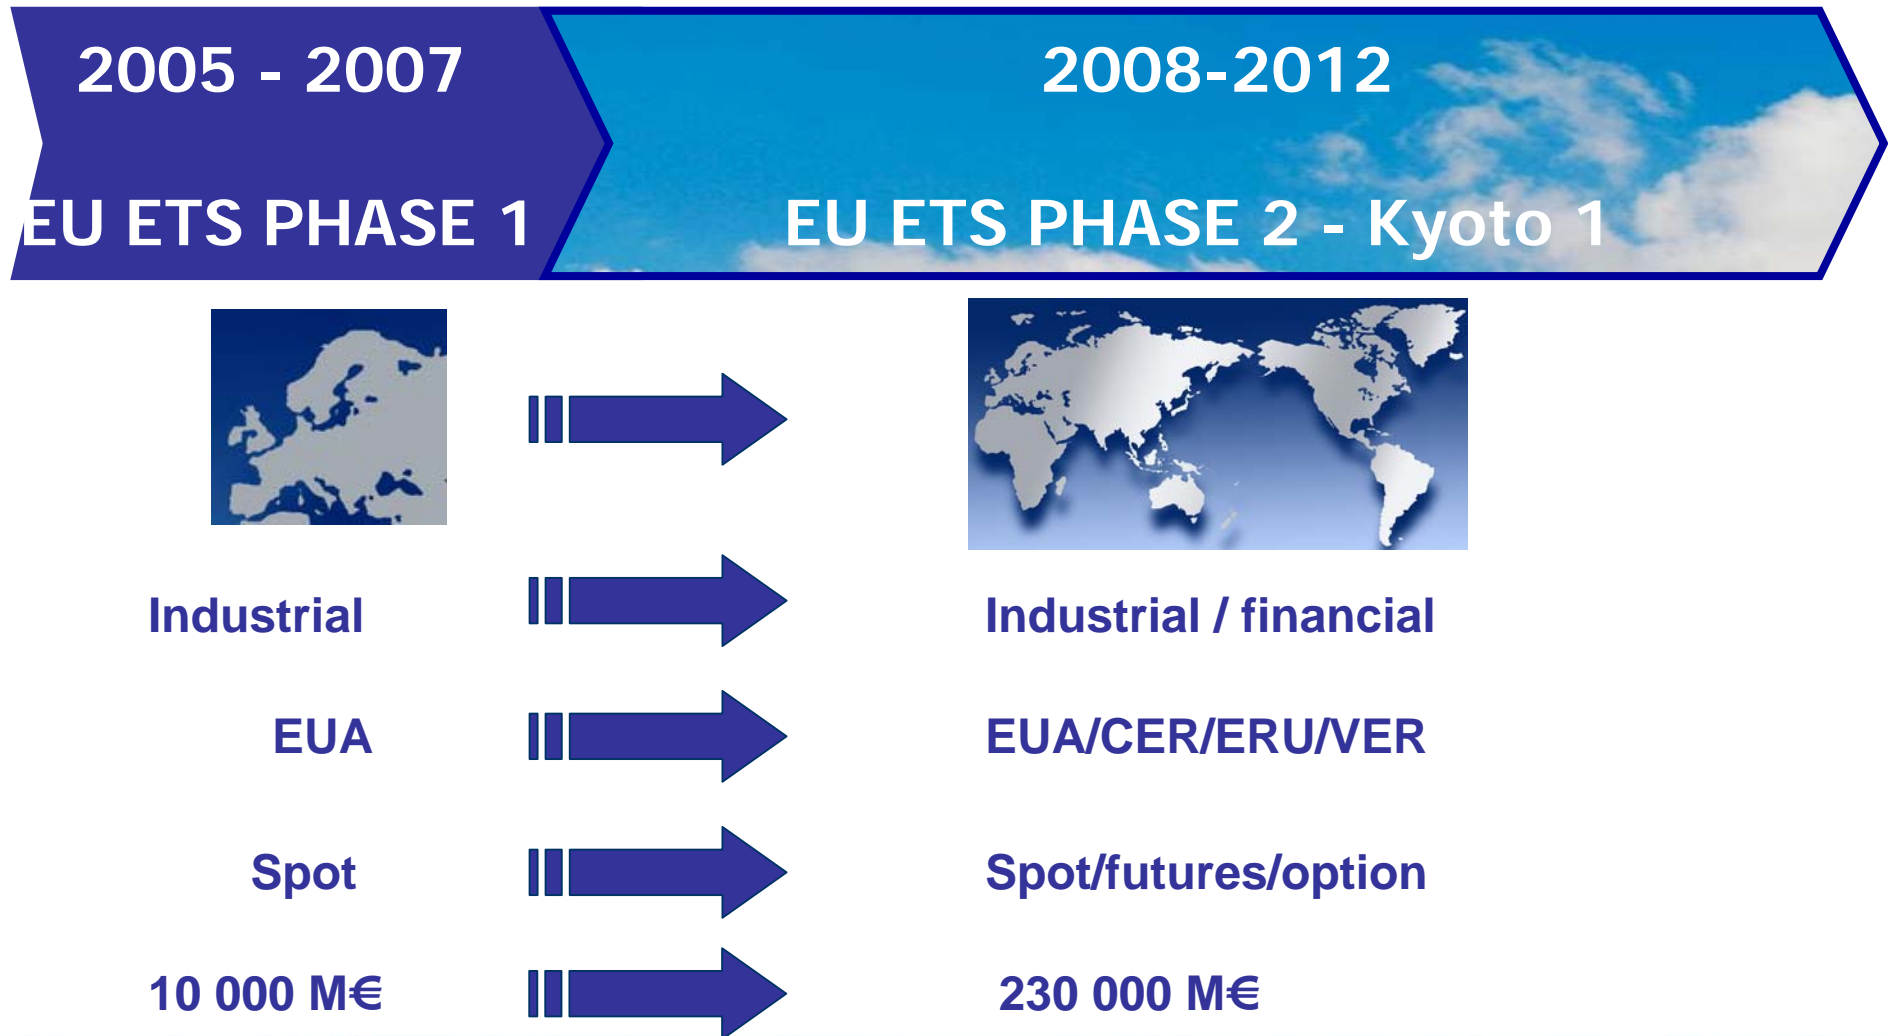 2005 - 2007
EU ETS PHASE 1
2008-2012
EU ETS PHASE 2 - Kyoto 1
Industrial
Industrial / financial
EUA
EUA/CER/ERU/VER
Spot
Spot/futures/option
10 000 M€
230 000 M€